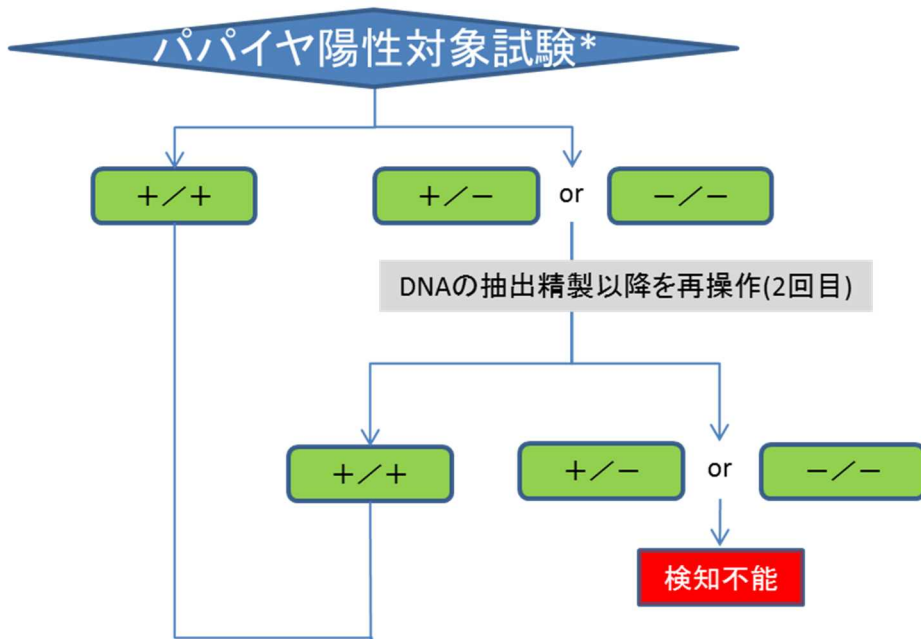 パパイヤ陽性対象試験*
+/+
+/-
or
-/-
DNAの抽出精製以降を再操作(2回目)
+/+
+/-
or
-/-
検知不能